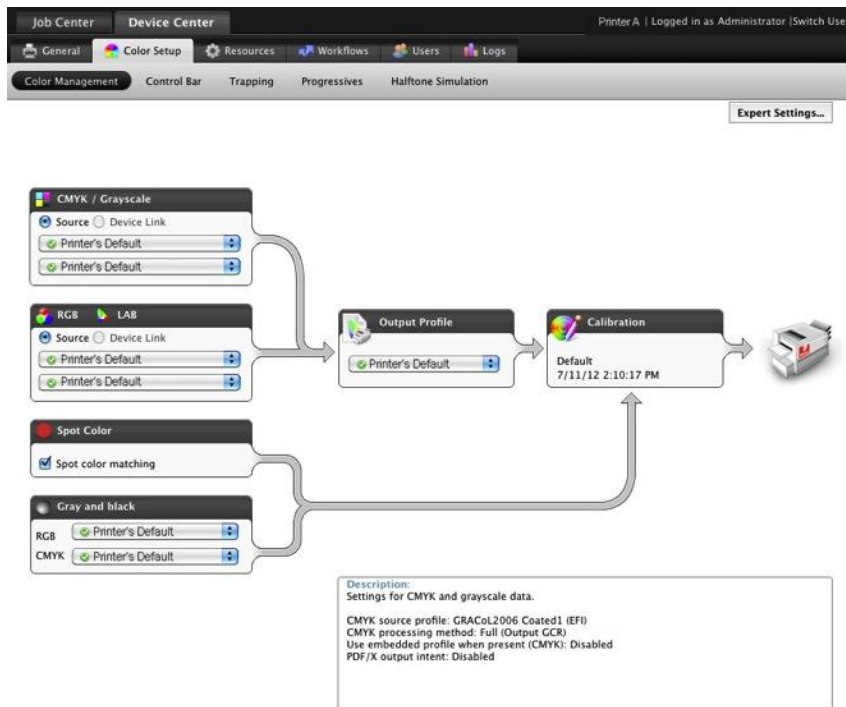 Job Center Device Center Printer A | Logged in as Administrator |Switch Use
General Color Setup Resources Workflows Users Logs
Color Management Control Bar Trapping Progressives Halftone Simulation
Expert Settings...
CMYK / Grayscale
Source Device Link
Printer's Default
Printer's Default
RGB LAB
Source Device Link
Printer's Default
Printer's Default
Output Profile
Printer's Default
Calibration
Default
7/11/12 2:10:17 PM
Spot Color
Spot color matching
Gray and black
RGB Printer's Default
CMYK Printer's Default
Description:
Settings for CMYK and grayscale data.
CMYK source profile: GRACoL2006 Coated1 (EFI)
CMYK processing method: Full (Output GCR)
Use embedded profile when present (CMYK): Disabled
PDF/X output intent: Disabled